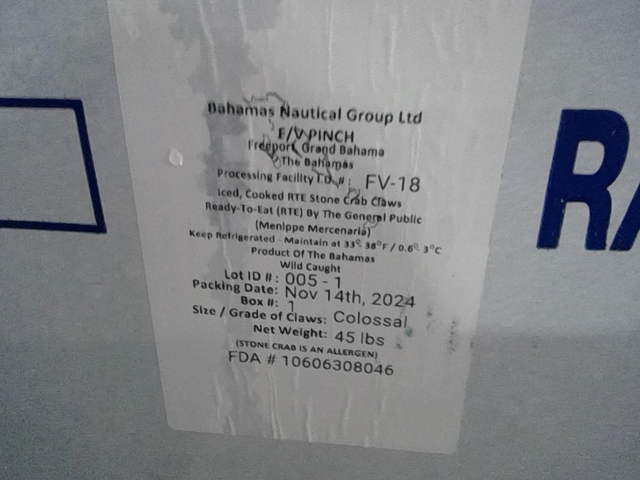 Bahamas Nautical Group Ltd
F/V PINCH
Freeport, Grand Bahama
The Bahamas
Processing Facility I.D. #: FV-18
Iced, Cooked RTE Stone Crab Claws
Ready-To-Eat (RTE) By The General Public
(Menippe Mercenaria)
Keep Refrigerated - Maintain at 33° 38°F / 0.6° 3°C
Product Of The Bahamas
Wild Caught
Lot ID #: 005 - 1
Packing Date: Nov 14th, 2024
Box #: 1
Size / Grade of Claws: Colossal
Net Weight: 45 lbs
(STONE CRAB IS AN ALLERGEN)
FDA # 10606308046